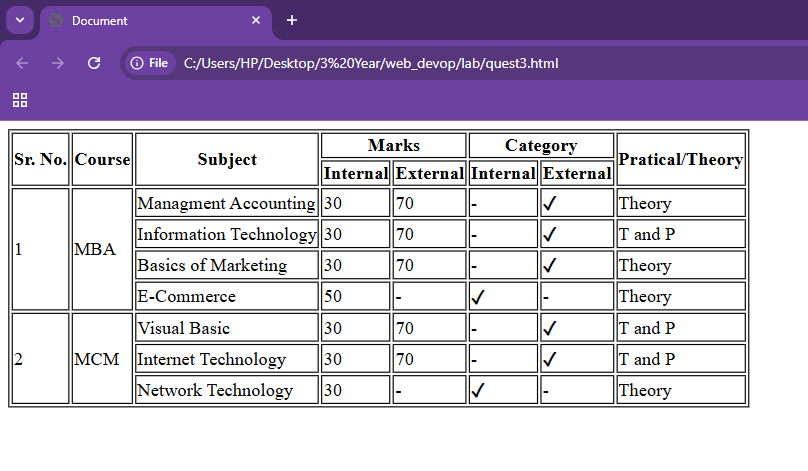 Document
File C:/Users/HP/Desktop/3%20Year/web_devop/lab/quest3.html
Sr. No. Course Subject Marks Category Pratical/Theory
Internal External Internal External
1 MBA Managment Accounting 30 70 - ✓ Theory
Information Technology 30 70 - ✓ T and P
Basics of Marketing 30 70 - ✓ Theory
E-Commerce 50 - ✓ - Theory
2 MCM Visual Basic 30 70 - ✓ T and P
Internet Technology 30 70 - ✓ T and P
Network Technology 30 - ✓ - Theory